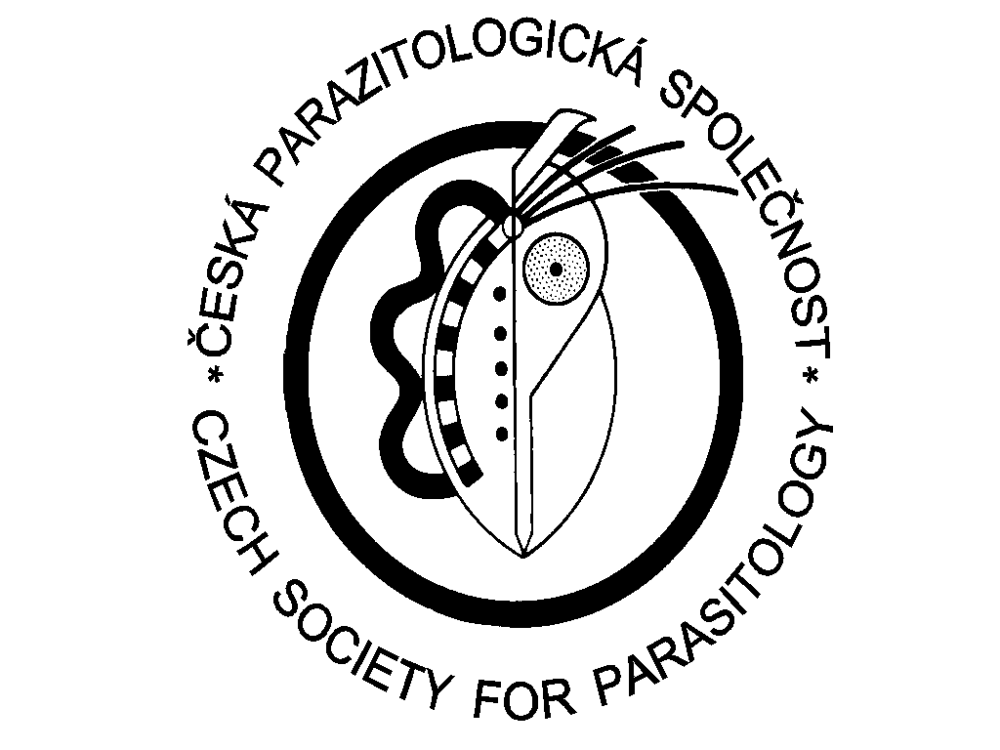 * ČESKÁ PARAZITOLOGICKÁ SPOLEČNOST *
CZECH SOCIETY FOR PARASITOLOGY